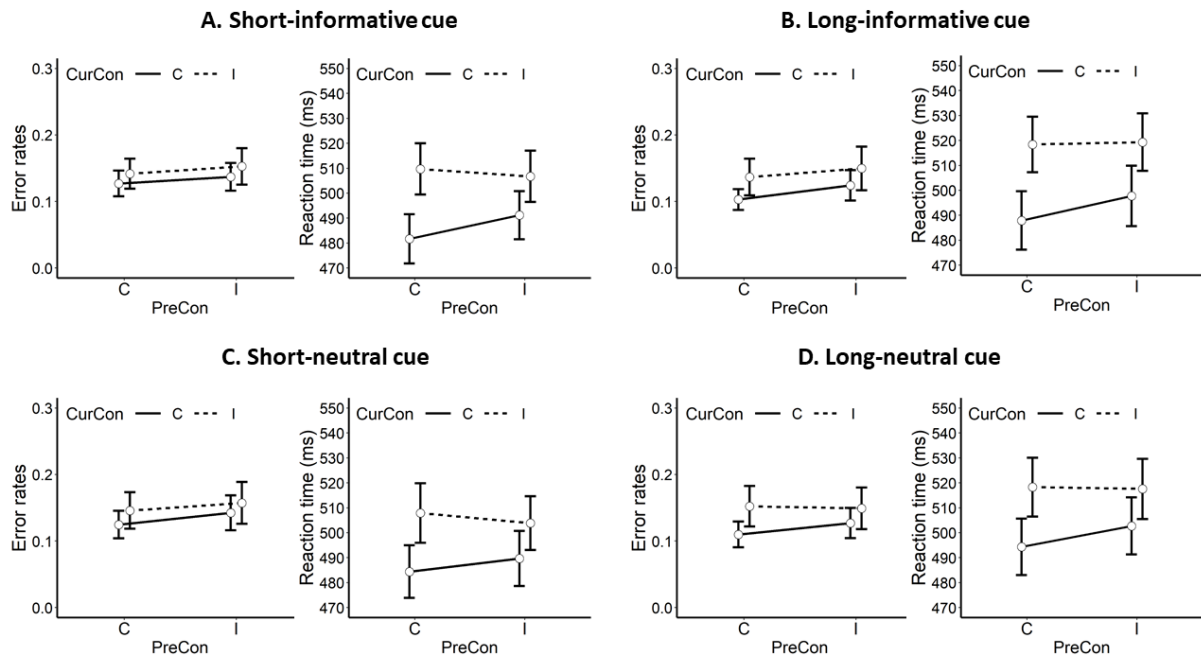 A. Short-informative cue
CurCon C I
Error rates
0.3
0.2
0.1
0.0
C I
PreCon
CurCon C I
Reaction time (ms)
550
540
530
520
510
500
490
480
470
C I
PreCon
B. Long-informative cue
CurCon C I
Error rates
0.3
0.2
0.1
0.0
C I
PreCon
CurCon C I
Reaction time (ms)
550
540
530
520
510
500
490
480
470
C I
PreCon
C. Short-neutral cue
CurCon C I
Error rates
0.3
0.2
0.1
0.0
C I
PreCon
CurCon C I
Reaction time (ms)
550
540
530
520
510
500
490
480
470
C I
PreCon
D. Long-neutral cue
CurCon C I
Error rates
0.3
0.2
0.1
0.0
C I
PreCon
CurCon C I
Reaction time (ms)
550
540
530
520
510
500
490
480
470
C I
PreCon